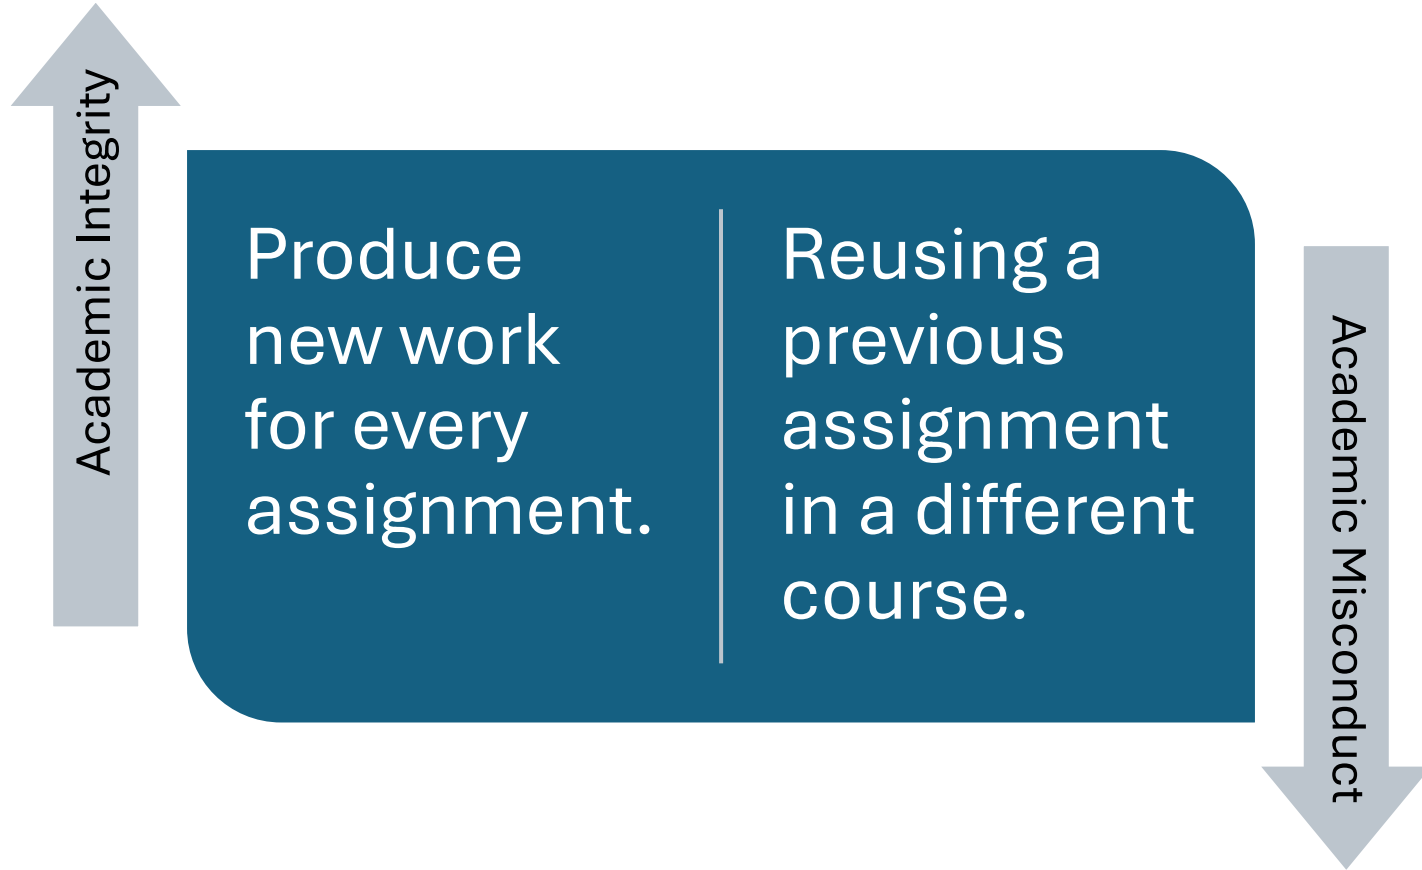 Academic Integrity
Produce
new work
for every
assignment.
Reusing a
previous
assignment
in a different
course.
Academic Misconduct